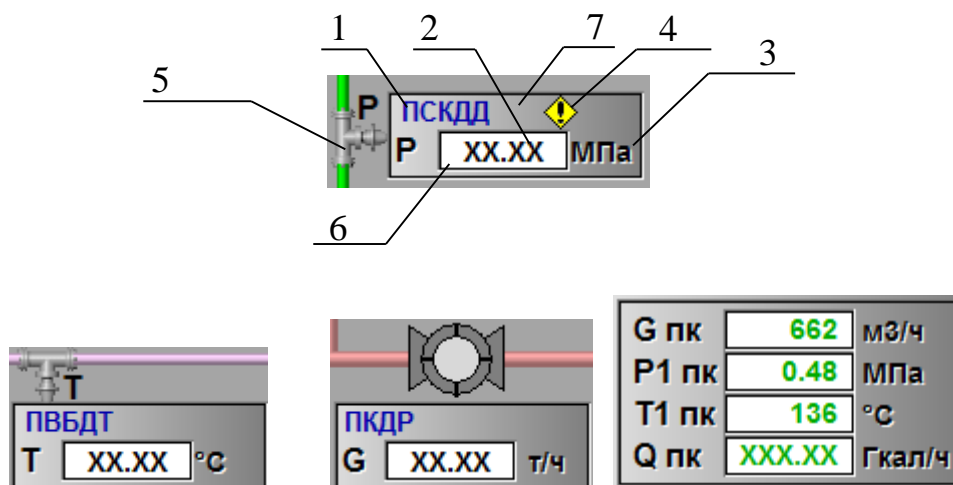 1 2 7 4 3
5
P ПСКДД
P XX.XX МПа
6
T
ПВБДТ
T XX.XX °C
ПКДР
G XX.XX т/ч
G пк 662 м3/ч
P1 пк 0.48 МПа
T1 пк 136 °C
Q пк XXX.XX Гкал/ч